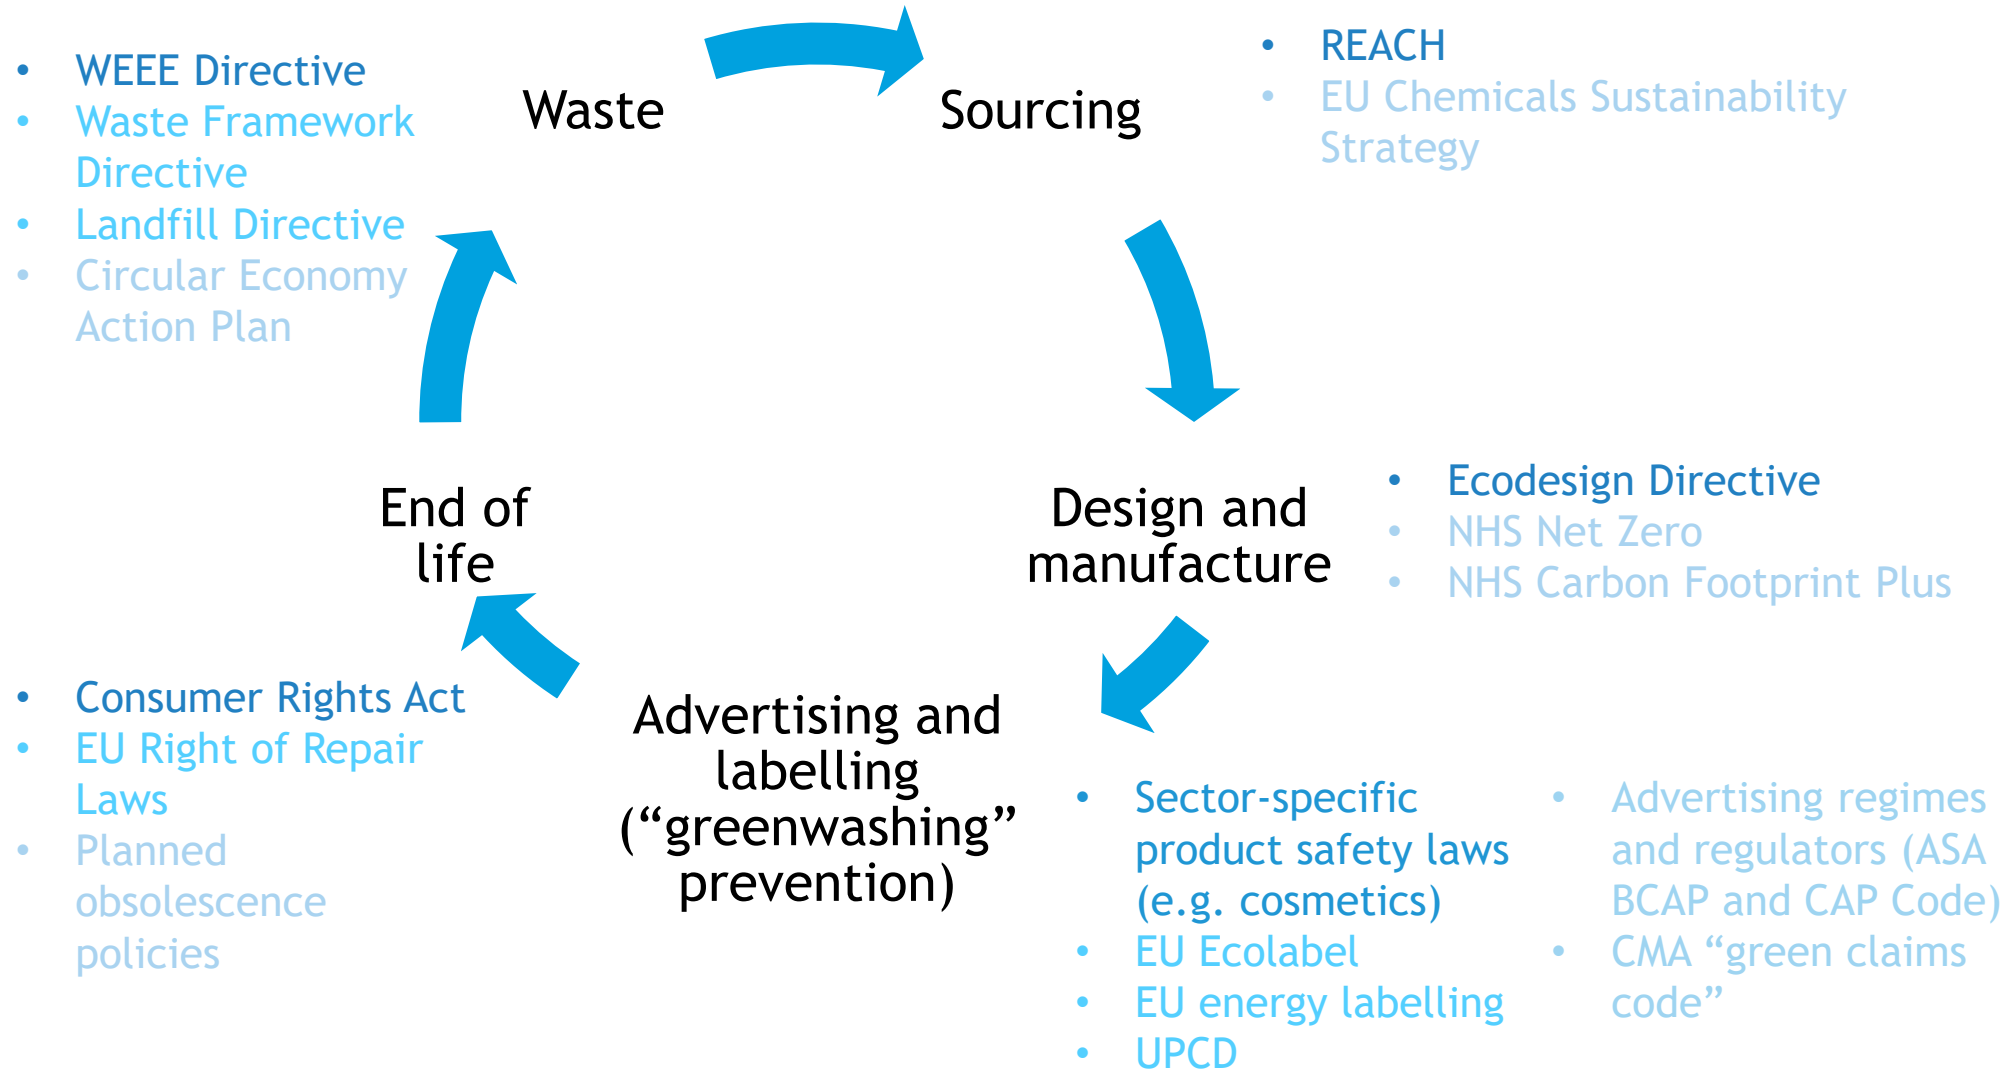 • WEEE Directive
• Waste Framework
Directive
• Landfill Directive
• Circular Economy
Action Plan
Waste
Sourcing
• REACH
• EU Chemicals Sustainability
Strategy
End of
life
Design and
manufacture
• Ecodesign Directive
• NHS Net Zero
• NHS Carbon Footprint Plus
• Consumer Rights Act
• EU Right of Repair
Laws
• Planned
obsolescence
policies
Advertising and
labelling
(“greenwashing”
prevention)
• Sector-specific
product safety laws
(e.g. cosmetics)
• EU Ecolabel
• EU energy labelling
• UPCD
• Advertising regimes
and regulators (ASA
BCAP and CAP Code)
• CMA “green claims
code”